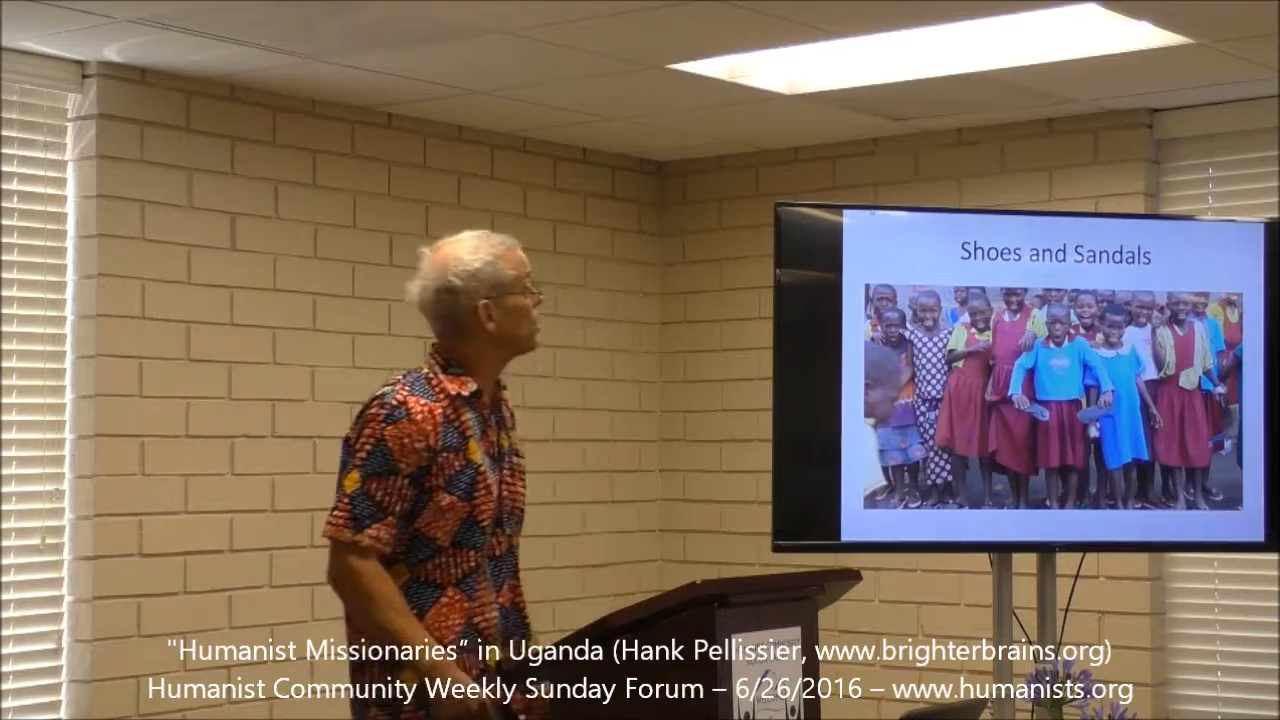 Shoes and Sandals
"Humanist Missionaries” in Uganda (Hank Pellissier, www.brighterbrains.org)
Humanist Community Weekly Sunday Forum – 6/26/2016 – www.humanists.org